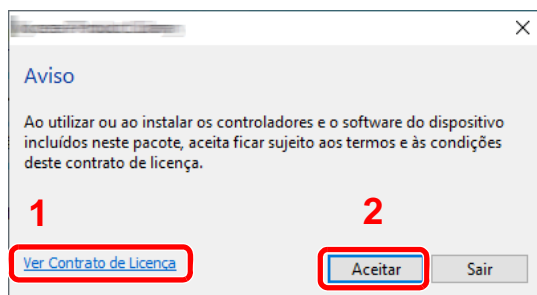 Aviso
Ao utilizar ou ao instalar os controladores e o software do dispositivo
incluídos neste pacote, aceita ficar sujeito aos termos e às condições
deste contrato de licença.
1
2
Ver Contrato de Licença
Aceitar
Sair